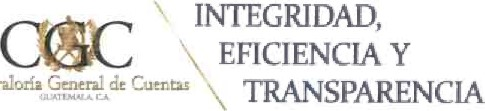 CGC
raloría General de Cuentas
GUATEMALA, C.A.
INTEGRIDAD,
EFICIENCIA Y
TRANSPARENCIA